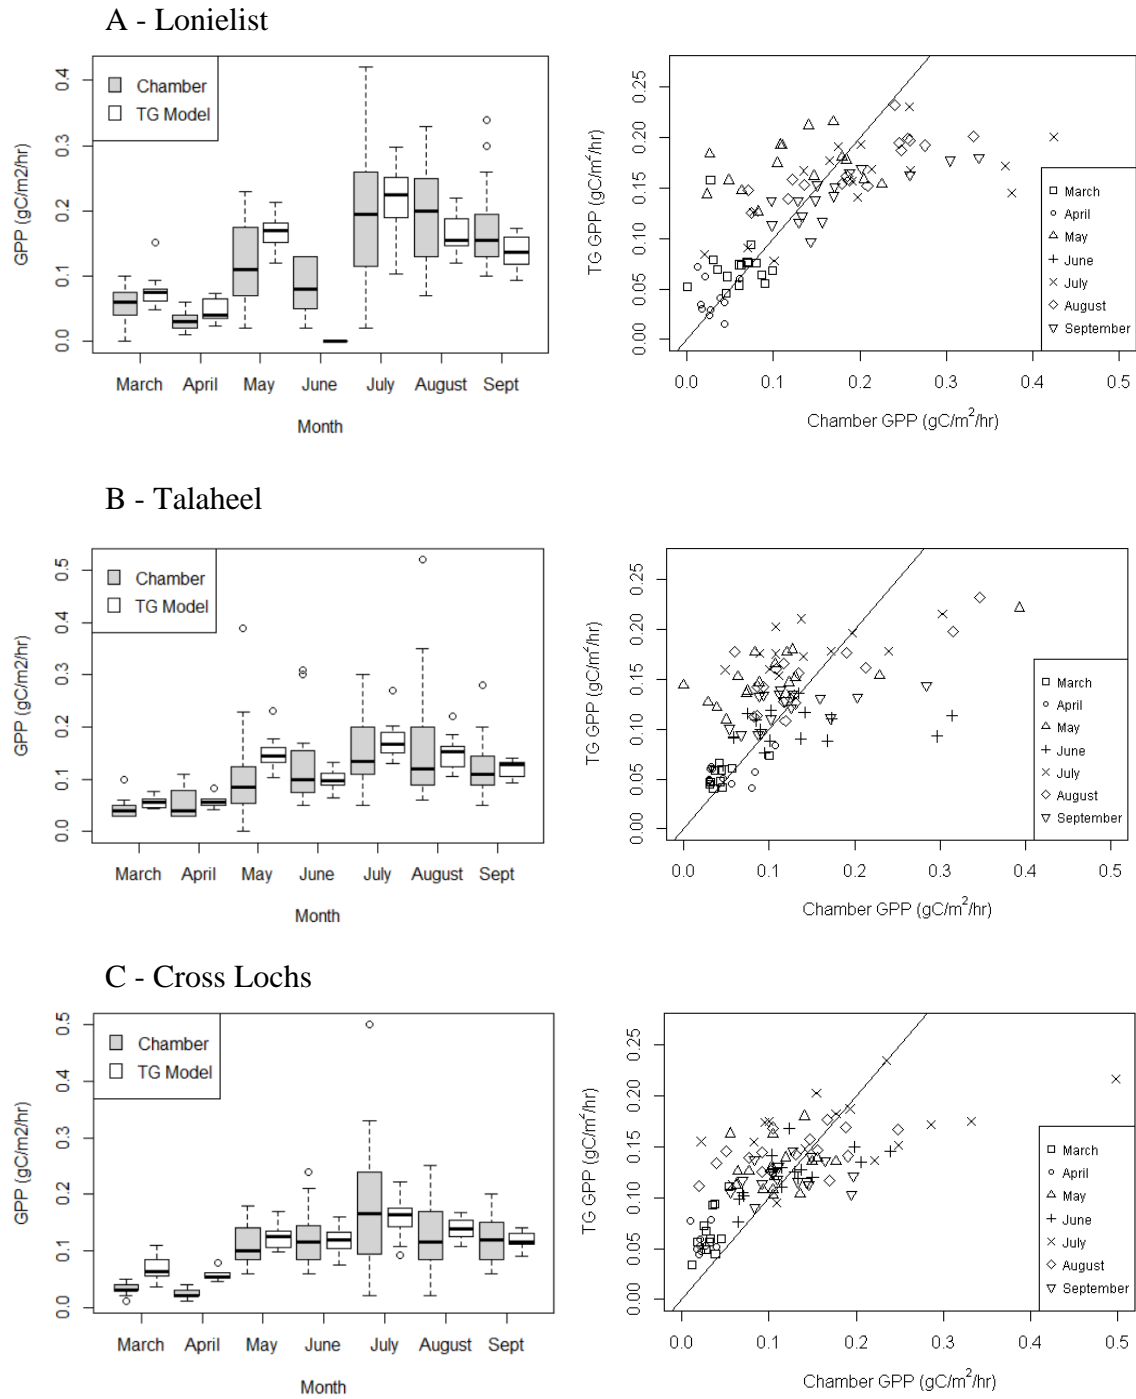 A - Lonielist
Chamber
TG Model
GPP (gC/m2/hr)
0.0 0.1 0.2 0.3 0.4
March April May June July August Sept
Month
TG GPP (gC/m²/hr)
0.00 0.05 0.10 0.15 0.20 0.25
March
April
May
June
July
August
September
0.0 0.1 0.2 0.3 0.4 0.5
Chamber GPP (gC/m²/hr)
B - Talaheel
Chamber
TG Model
GPP (gC/m2/hr)
0.0 0.1 0.2 0.3 0.4 0.5
March April May June July August Sept
Month
TG GPP (gC/m²/hr)
0.00 0.05 0.10 0.15 0.20 0.25
March
April
May
June
July
August
September
0.0 0.1 0.2 0.3 0.4 0.5
Chamber GPP (gC/m²/hr)
C - Cross Lochs
Chamber
TG Model
GPP (gC/m2/hr)
0.0 0.1 0.2 0.3 0.4 0.5
March April May June July August Sept
Month
TG GPP (gC/m²/hr)
0.00 0.05 0.10 0.15 0.20 0.25
March
April
May
June
July
August
September
0.0 0.1 0.2 0.3 0.4 0.5
Chamber GPP (gC/m²/hr)